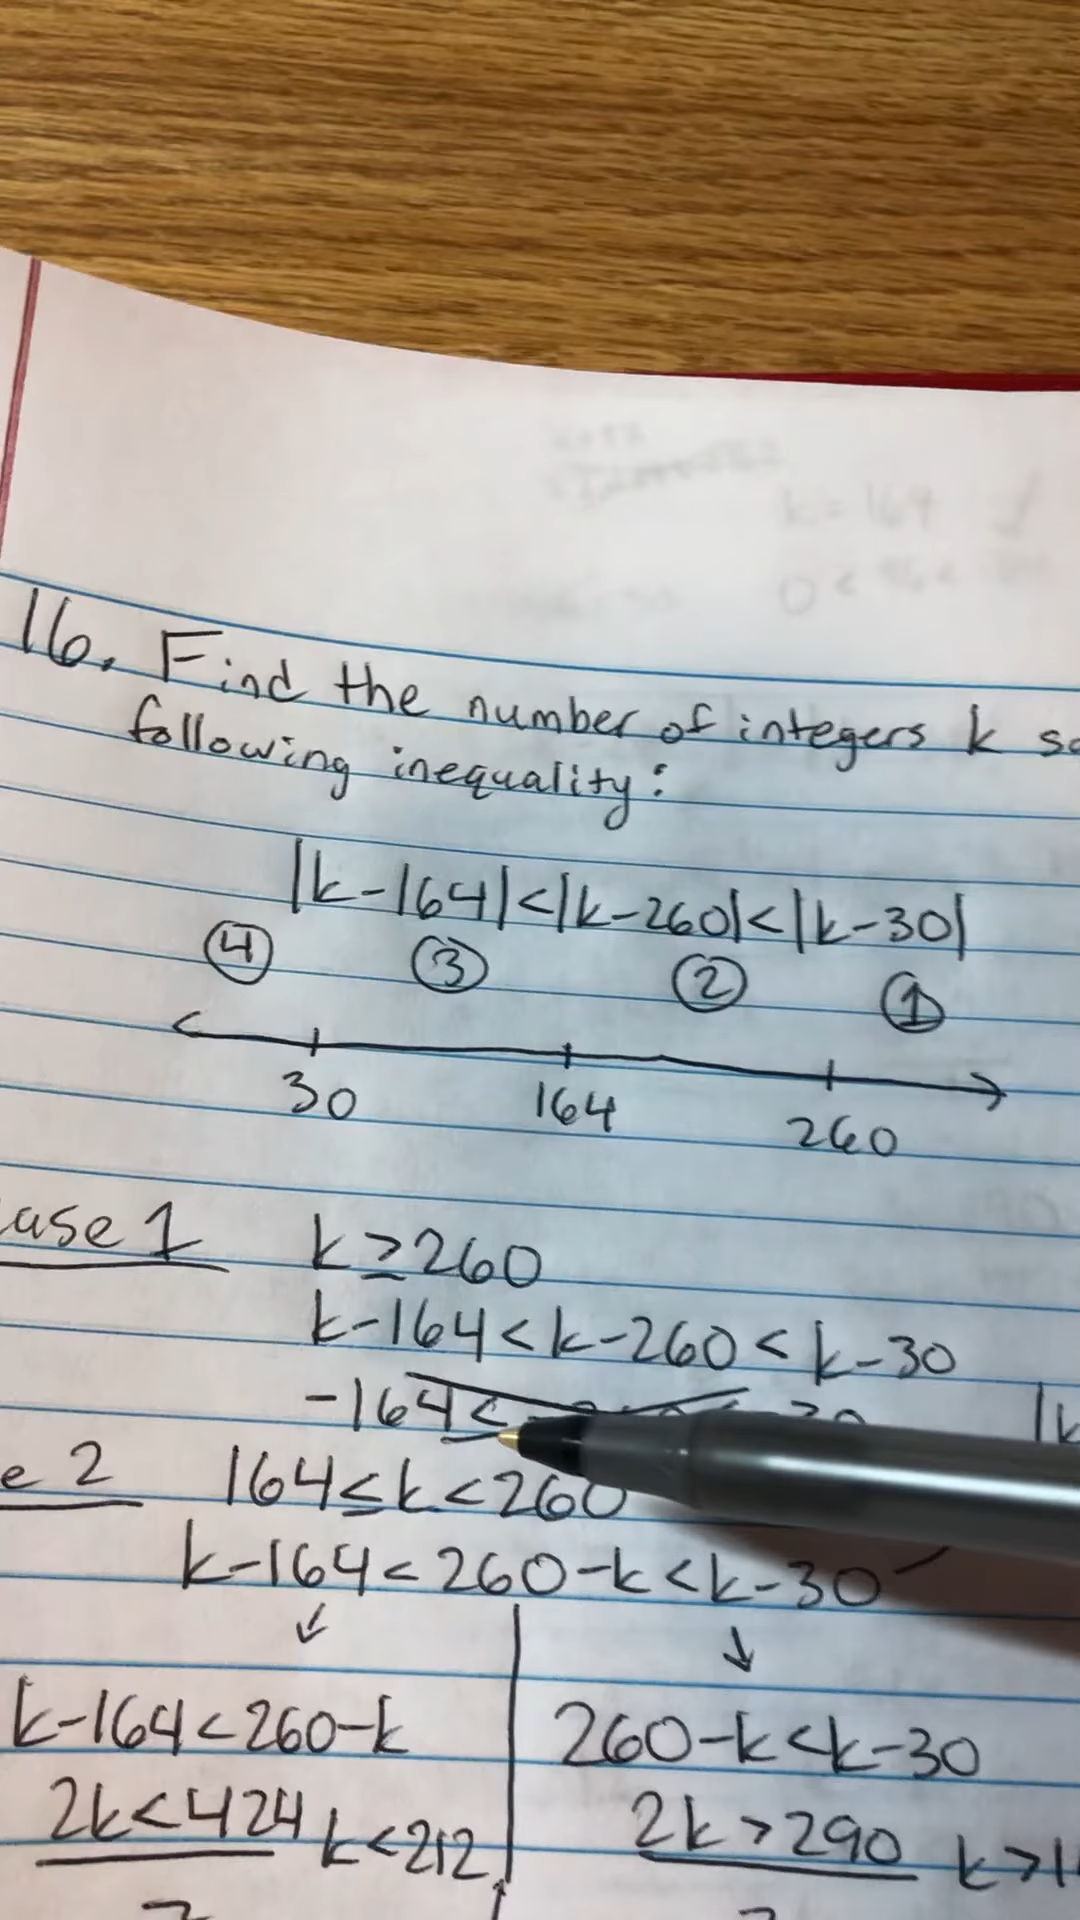 16. Find the number of integers k
following inequality:
|k-164|<|k-260|<|k-30|
④ ③ ② ①
30 164 260
ase 1 k≥260
k-164<k-260<k-30
-164<
e 2 164≤k<260
k-164<260-k<k-30
k-164<260-k 260-k<k-30
2k<424 k<212 2k>290 k>1